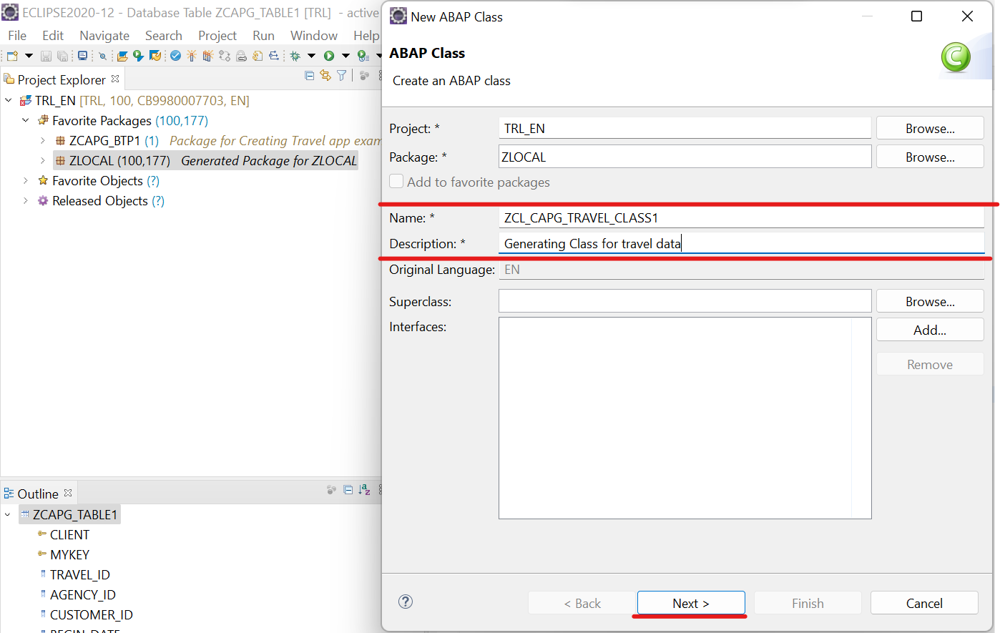 ECLIPSE2020-12 - Database Table ZCAPG_TABLE1 [TRL] - active
File Edit Navigate Search Project Run Window Help
Project Explorer
TRL_EN [TRL, 100, CB9980007703, EN]
Favorite Packages (100,177)
ZCAPG_BTP1 (1) Package for Creating Travel app exam
ZLOCAL (100,177) Generated Package for ZLOCAL
Favorite Objects (?)
Released Objects (?)
Outline
ZCAPG_TABLE1
CLIENT
MYKEY
TRAVEL_ID
AGENCY_ID
CUSTOMER_ID
BEGIN_DATE
New ABAP Class
ABAP Class
Create an ABAP class
C
Project: * TRL_EN Browse...
Package: * ZLOCAL Browse...
Add to favorite packages
Name: * ZCL_CAPG_TRAVEL_CLASS1
Description: * Generating Class for travel data
Original Language: EN
Superclass: Browse...
Interfaces: Add...
Remove
? < Back Next > Finish Cancel